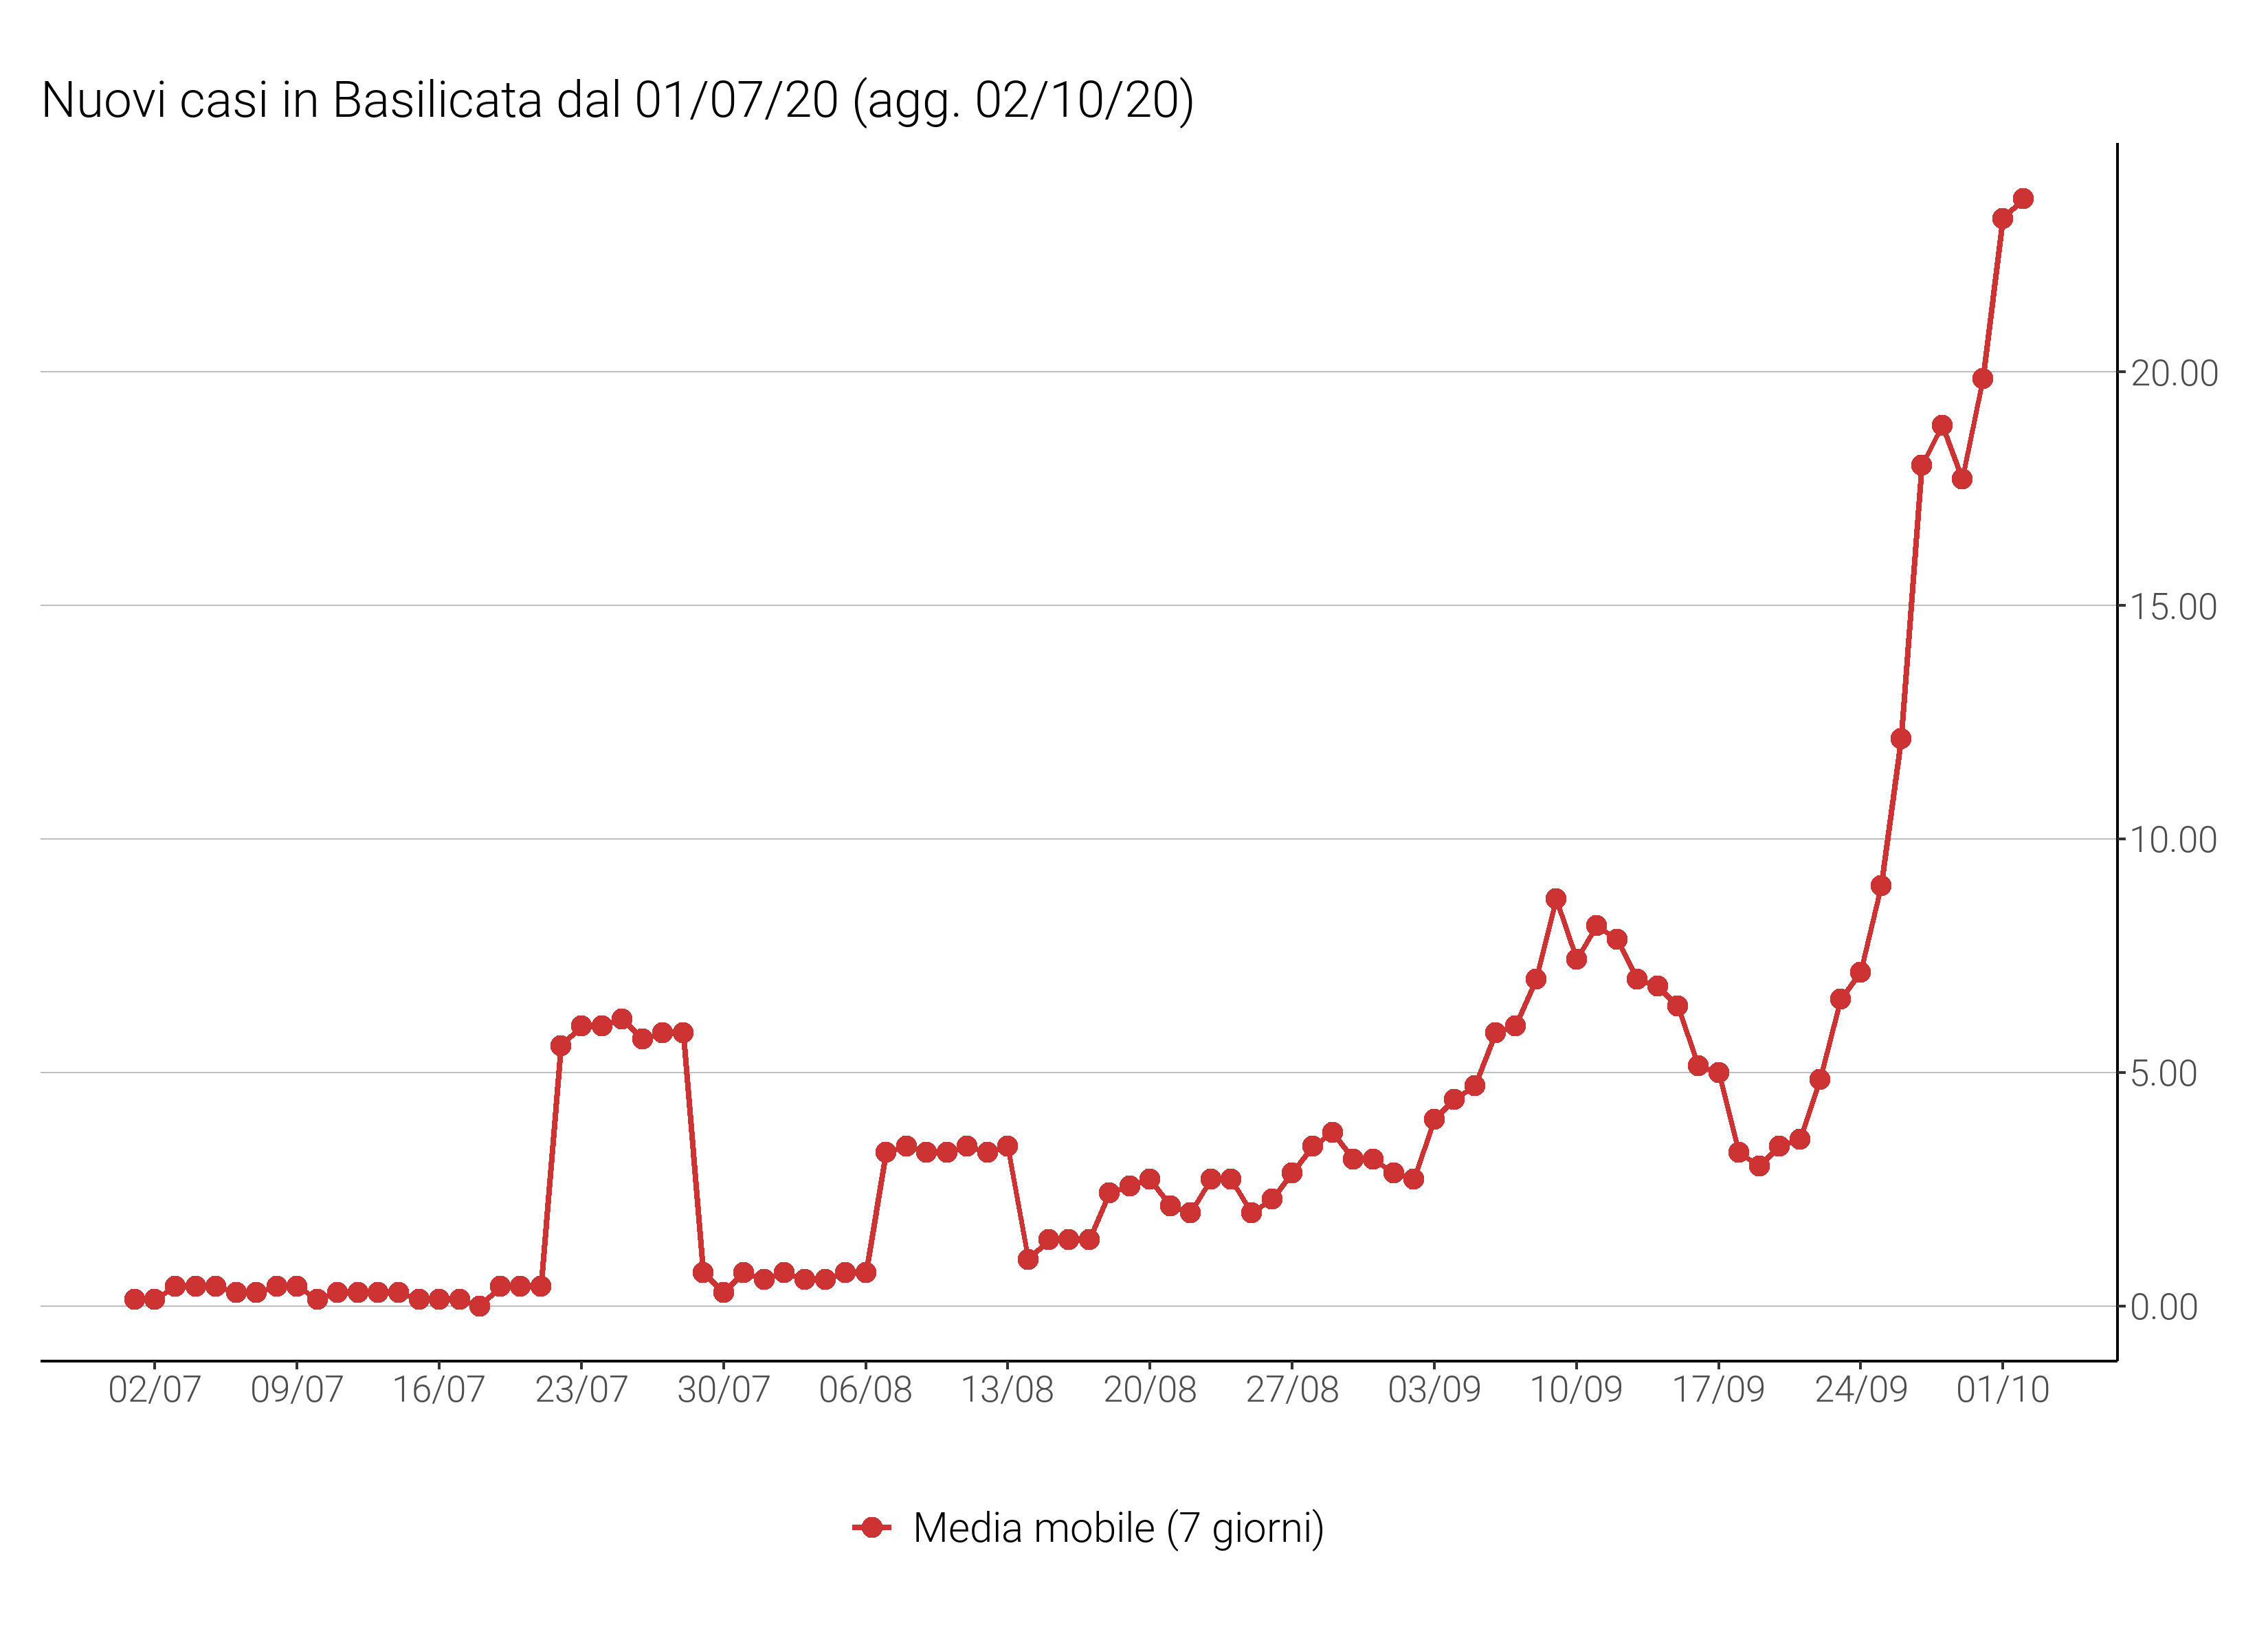 Nuovi casi in Basilicata dal 01/07/20 (agg. 02/10/20)
20.00
15.00
10.00
5.00
0.00
02/07 09/07 16/07 23/07 30/07 06/08 13/08 20/08 27/08 03/09 10/09 17/09 24/09 01/10
Media mobile (7 giorni)